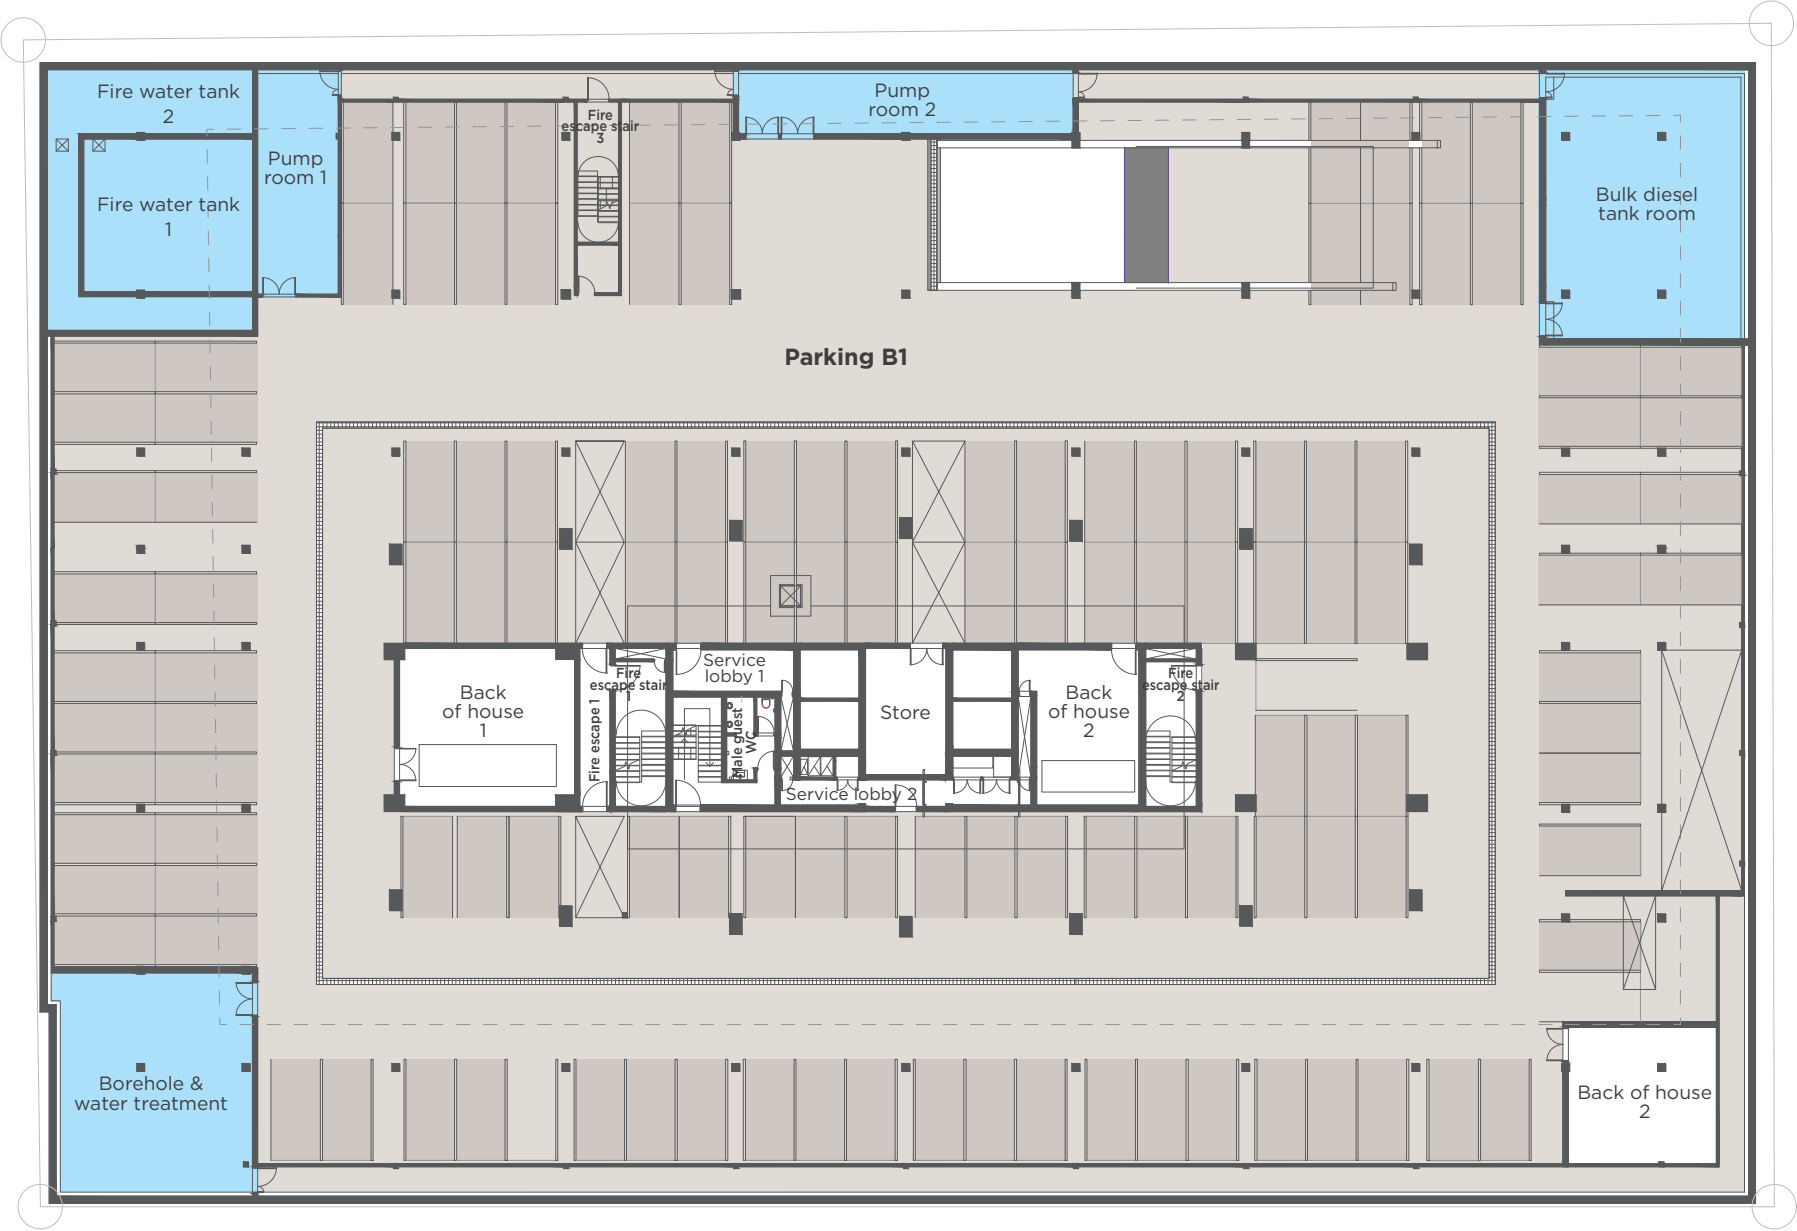 Fire water tank
2
Pump
room 2
Fire
escape stair
3
Pump
room 1
Fire water tank
1
Bulk diesel
tank room
Parking B1
Service
lobby 1
Fire
escape stair
1
Fire
escape stair
2
Back
of house
1
Fire escape 1
Male guest
WC
Store
Back
of house
2
Service lobby 2
Borehole &
water treatment
Back of house
2